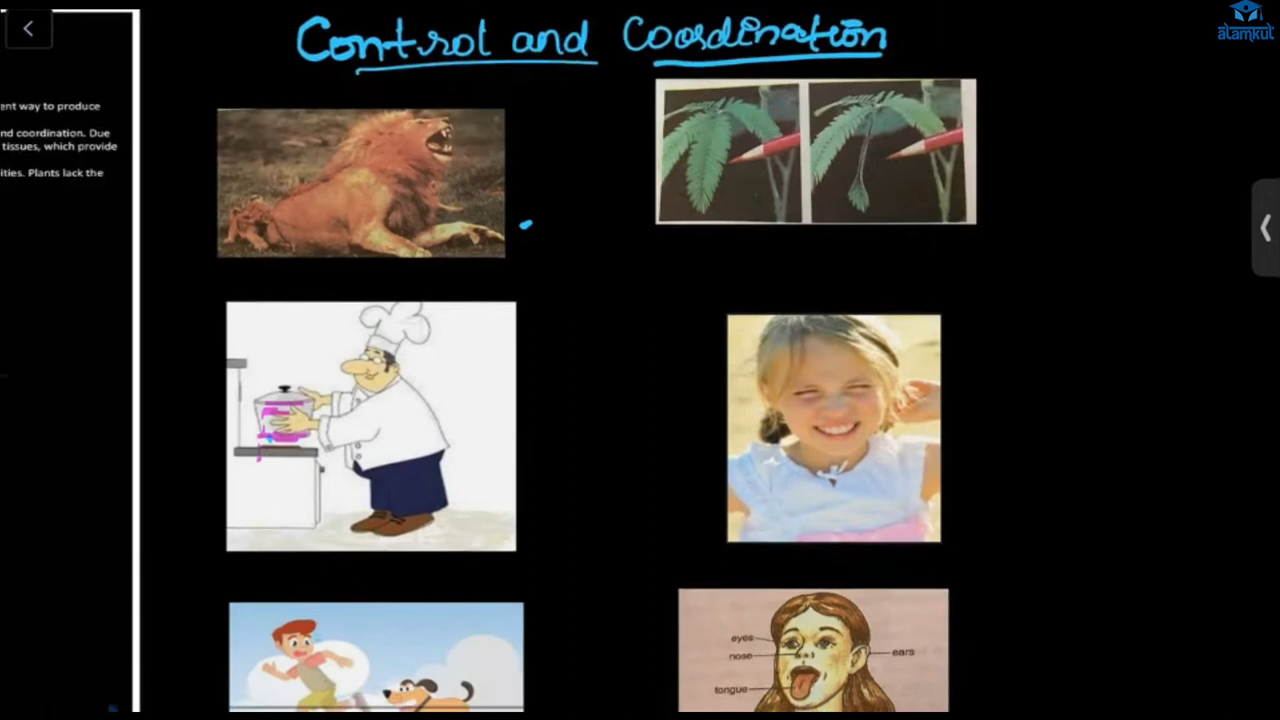 Control and Coordination
atamkul
ent way to produce
nd coordination. Due
tissues, which provide
ities. Plants lack the
eyes
nose
ears
tongue